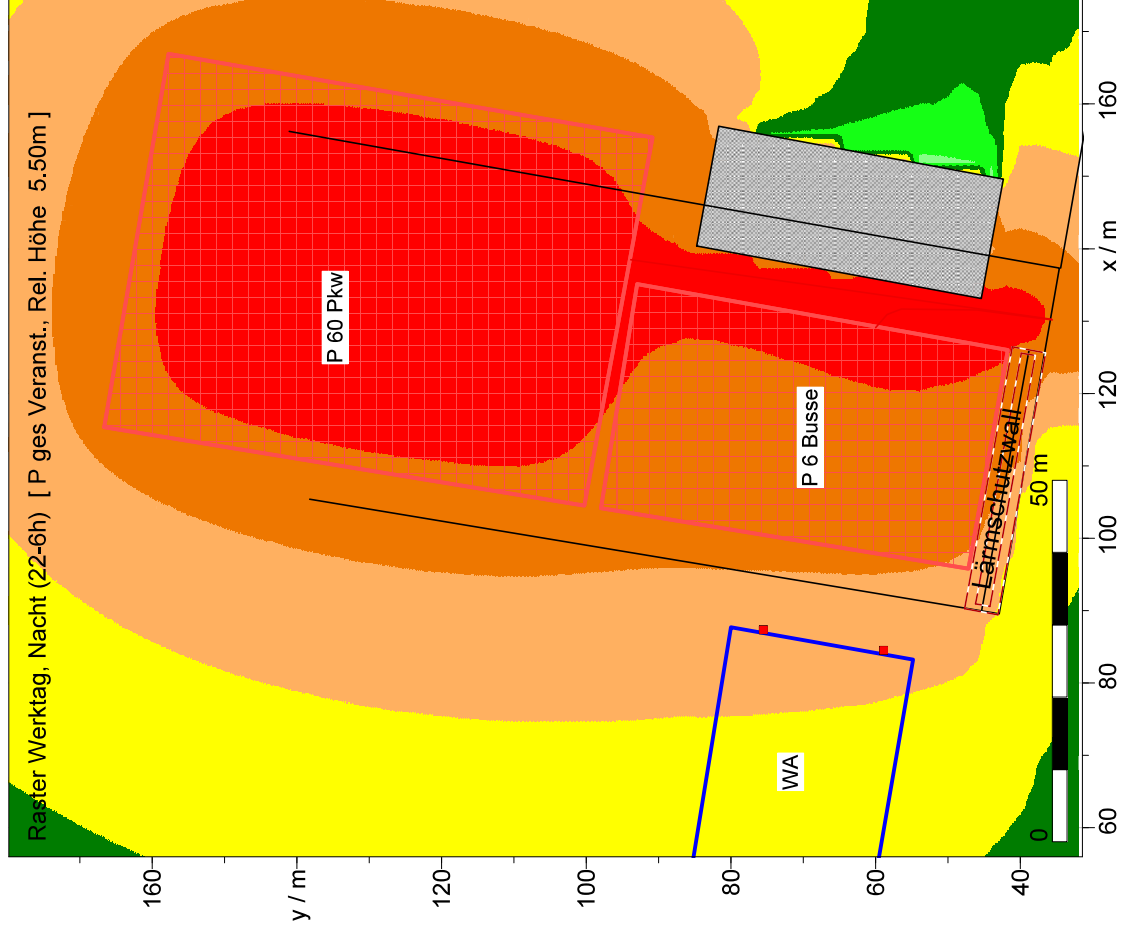 Raster Werktag, Nacht (22-6h) [ P ges Veranst., Rel. Höhe 5.50m ]
P 60 Pkw
P 6 Busse
WA
Lärmschutzwall
0 50 m
160
y / m
120
100
80
60
40
60
80
100
120
x / m
160